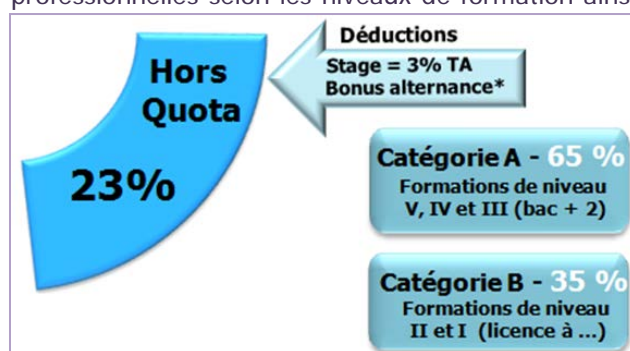 professionnelles selon les niveaux de formation ains
Hors
Quota
23%
Déductions
Stage = 3% TA
Bonus alternance*
Catégorie A - 65 %
Formations de niveau
V, IV et III (bac + 2)
Catégorie B - 35 %
Formations de niveau
II et I (licence à ...)